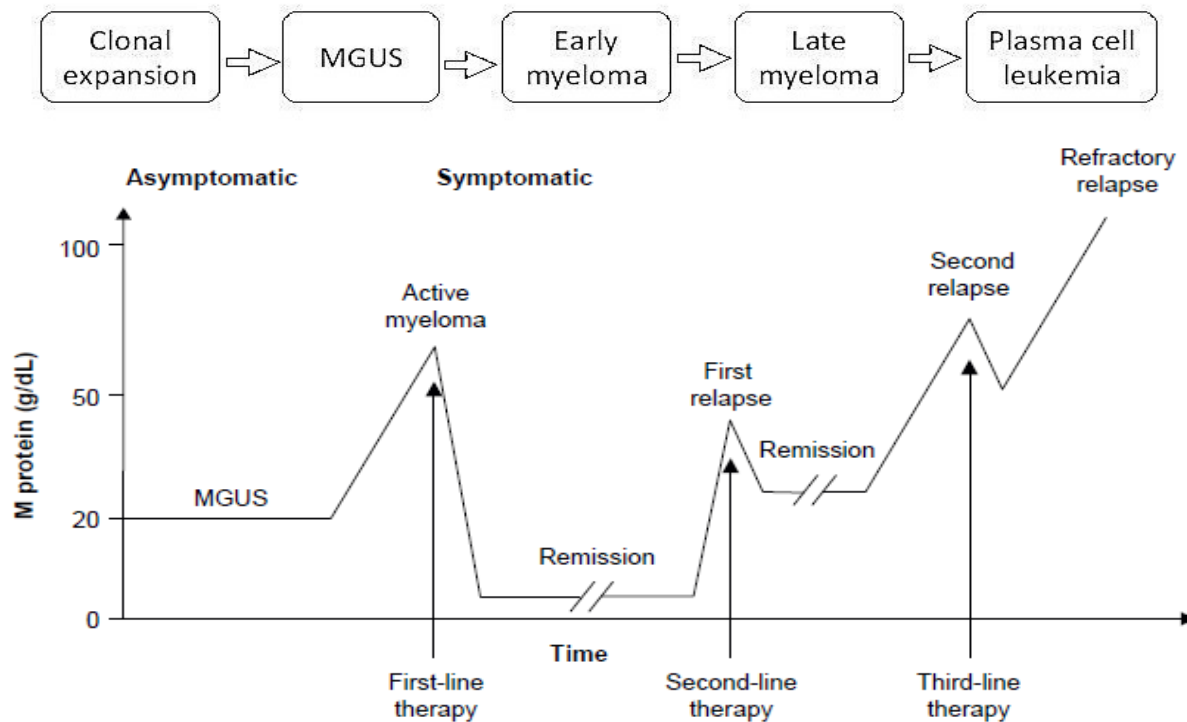 Clonal
expansion
MGUS
Early
myeloma
Late
myeloma
Plasma cell
leukemia
Asymptomatic
Symptomatic
Refractory
relapse
100
Second
relapse
Active
myeloma
M protein (g/dL)
50
First
relapse
Remission
MGUS
20
Remission
0
Time
First-line
therapy
Second-line
therapy
Third-line
therapy